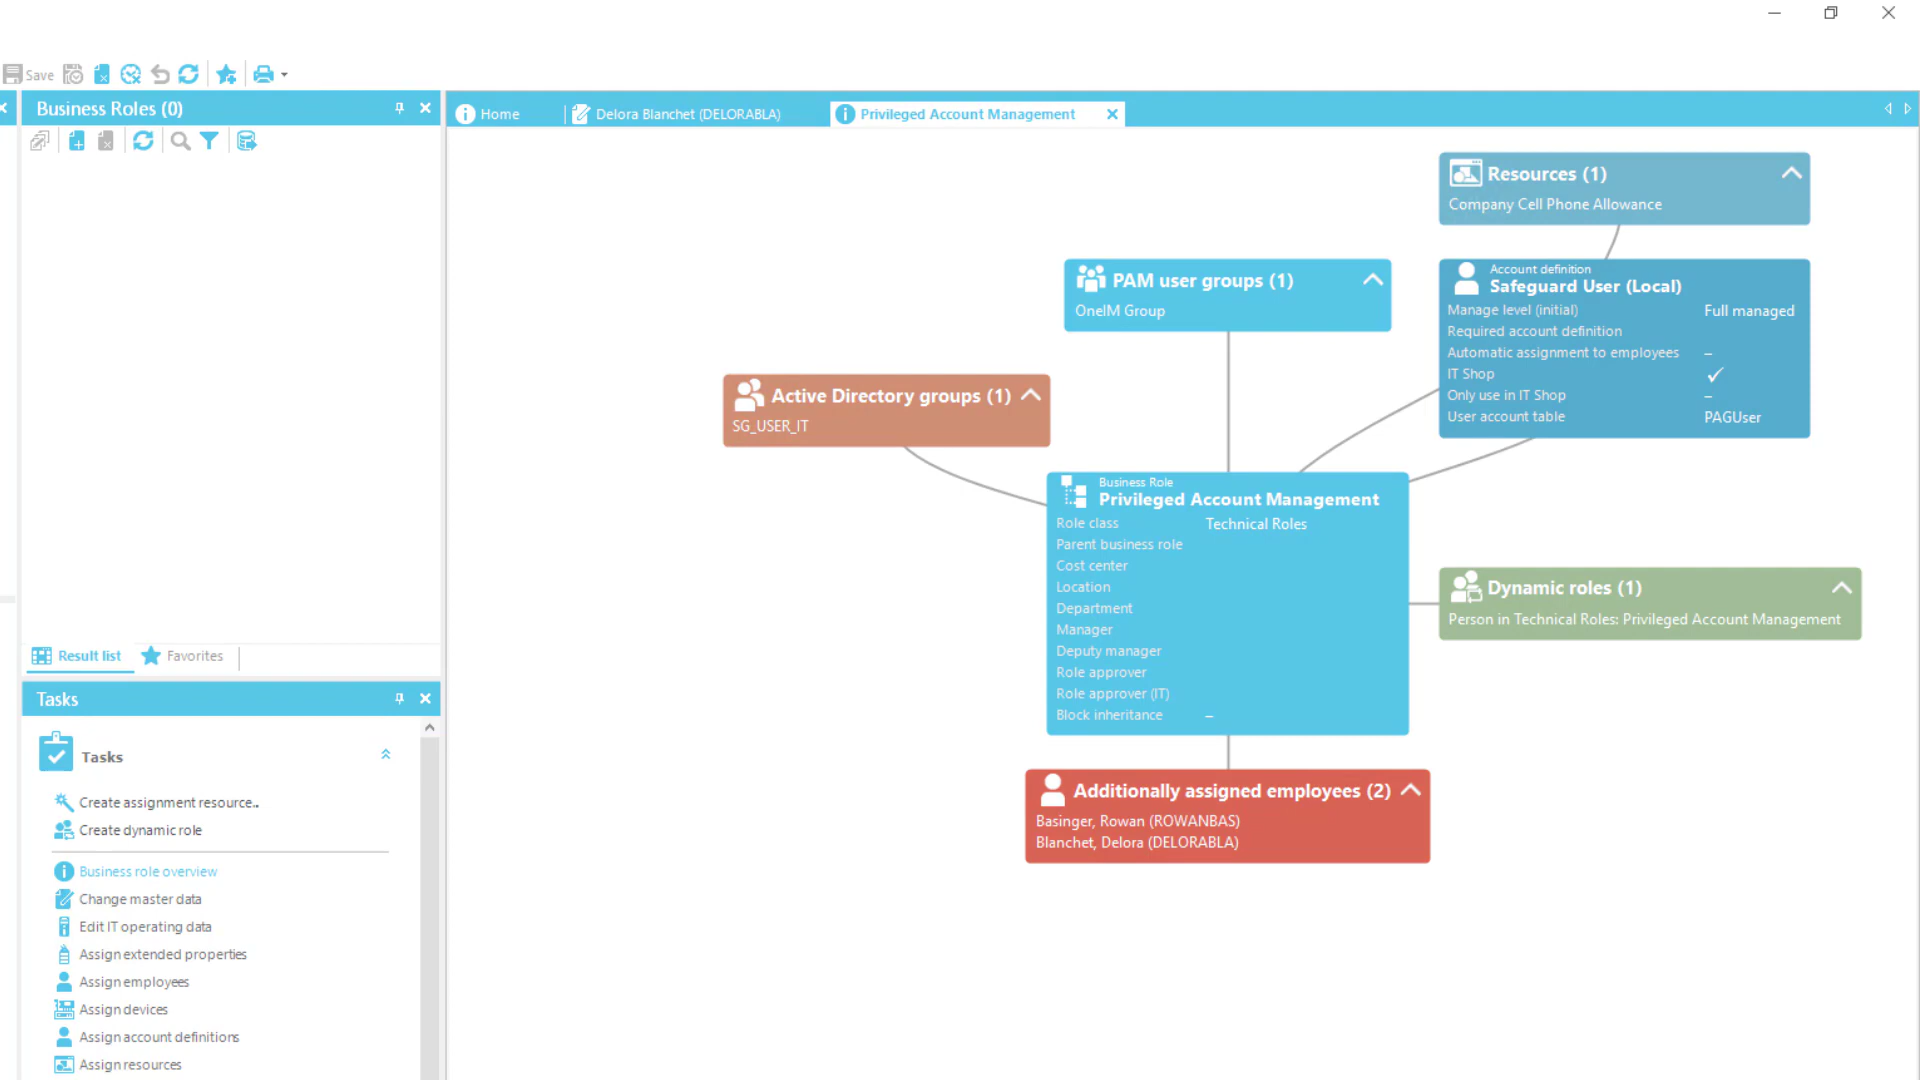 Save
Business Roles (0)
Home
Delora Blanchet (DELORABLA)
Privileged Account Management
Resources (1)
Company Cell Phone Allowance
PAM user groups (1)
OneIM Group
Account definition
Safeguard User (Local)
Manage level (initial) Full managed
Required account definition
Automatic assignment to employees –
IT Shop ✓
Only use in IT Shop –
User account table PAGUser
Active Directory groups (1)
SG_USER_IT
Business Role
Privileged Account Management
Role class Technical Roles
Parent business role
Cost center
Location
Department
Manager
Deputy manager
Role approver
Role approver (IT)
Block inheritance –
Dynamic roles (1)
Person in Technical Roles: Privileged Account Management
Additionally assigned employees (2)
Basinger, Rowan (ROWANBAS)
Blanchet, Delora (DELORABLA)
Result list
Favorites
Tasks
Tasks
Create assignment resource..
Create dynamic role
Business role overview
Change master data
Edit IT operating data
Assign extended properties
Assign employees
Assign devices
Assign account definitions
Assign resources